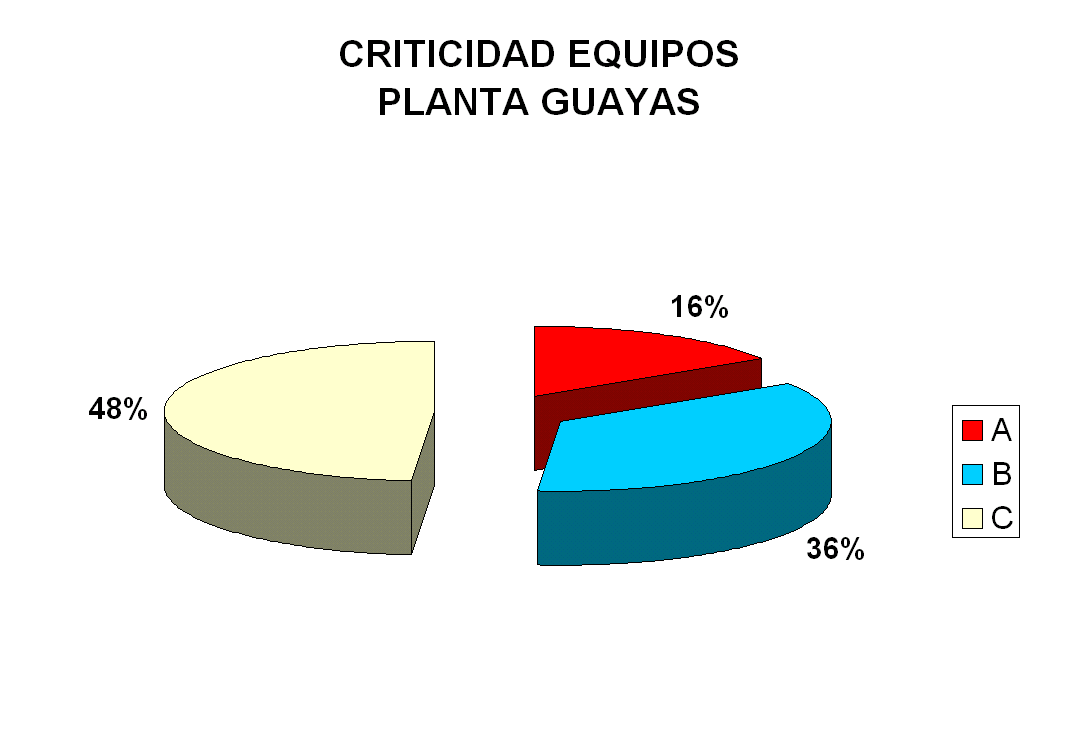 CRITICIDAD EQUIPOS
PLANTA GUAYAS
16%
48%
36%
A
B
C